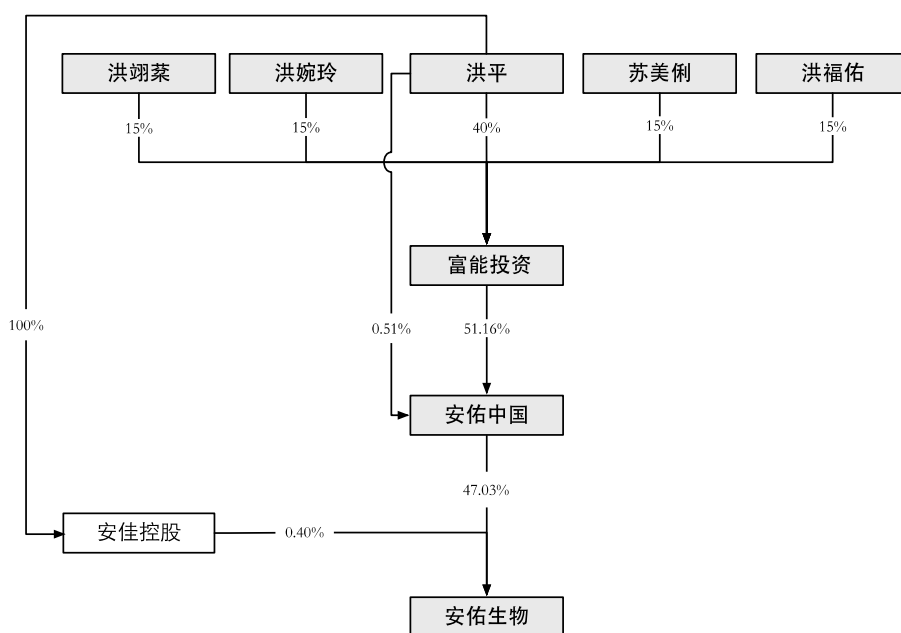 洪翊棻
洪婉玲
洪平
苏美俐
洪福佑
15%
15%
40%
15%
15%
富能投资
100%
0.51%
51.16%
安佑中国
47.03%
安佳控股
0.40%
安佑生物